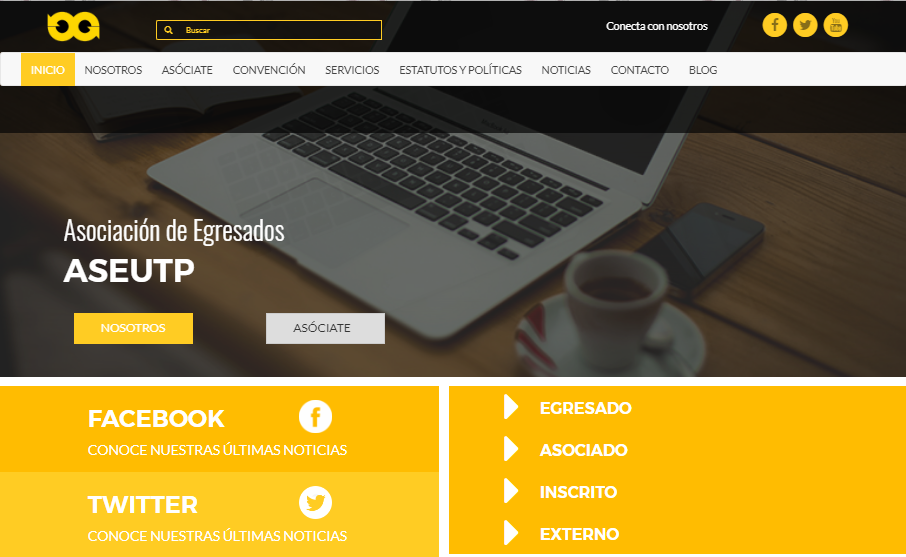 Buscar
Conecta con nosotros
INICIO NOSOTROS ASÓCIATE CONVENCIÓN SERVICIOS ESTATUTOS Y POLÍTICAS NOTICIAS CONTACTO BLOG
Asociación de Egresados
ASEUTP
NOSOTROS ASÓCIATE
FACEBOOK
CONOCE NUESTRAS ÚLTIMAS NOTICIAS
TWITTER
CONOCE NUESTRAS ÚLTIMAS NOTICIAS
EGRESADO
ASOCIADO
INSCRITO
EXTERNO